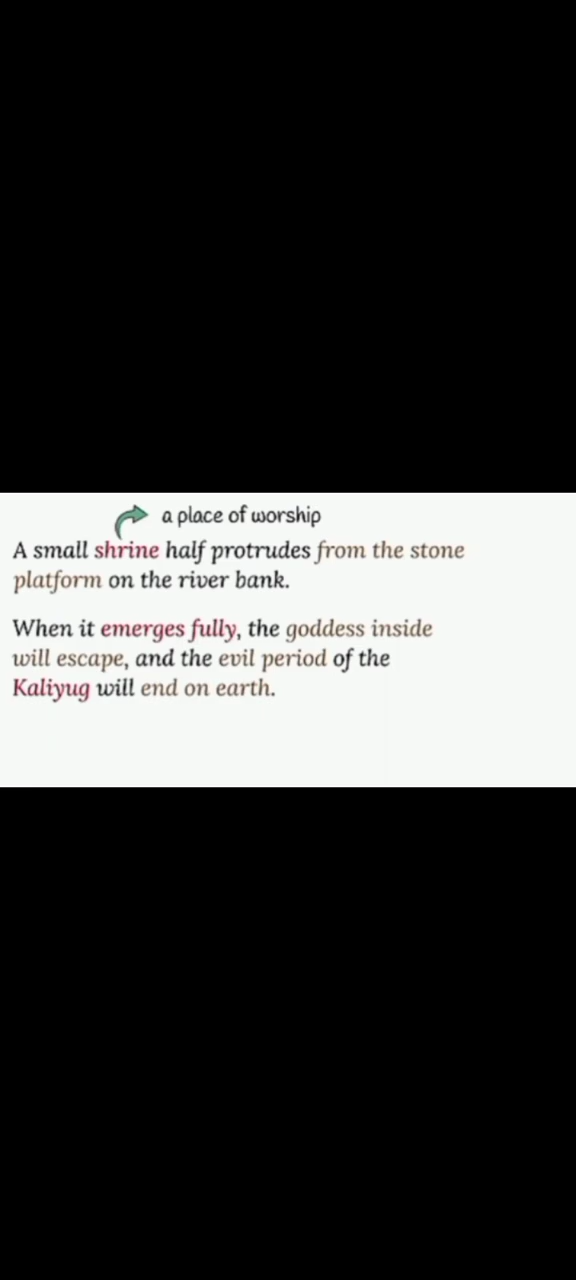 a place of worship
A small shrine half protrudes from the stone
platform on the river bank.
When it emerges fully, the goddess inside
will escape, and the evil period of the
Kaliyug will end on earth.